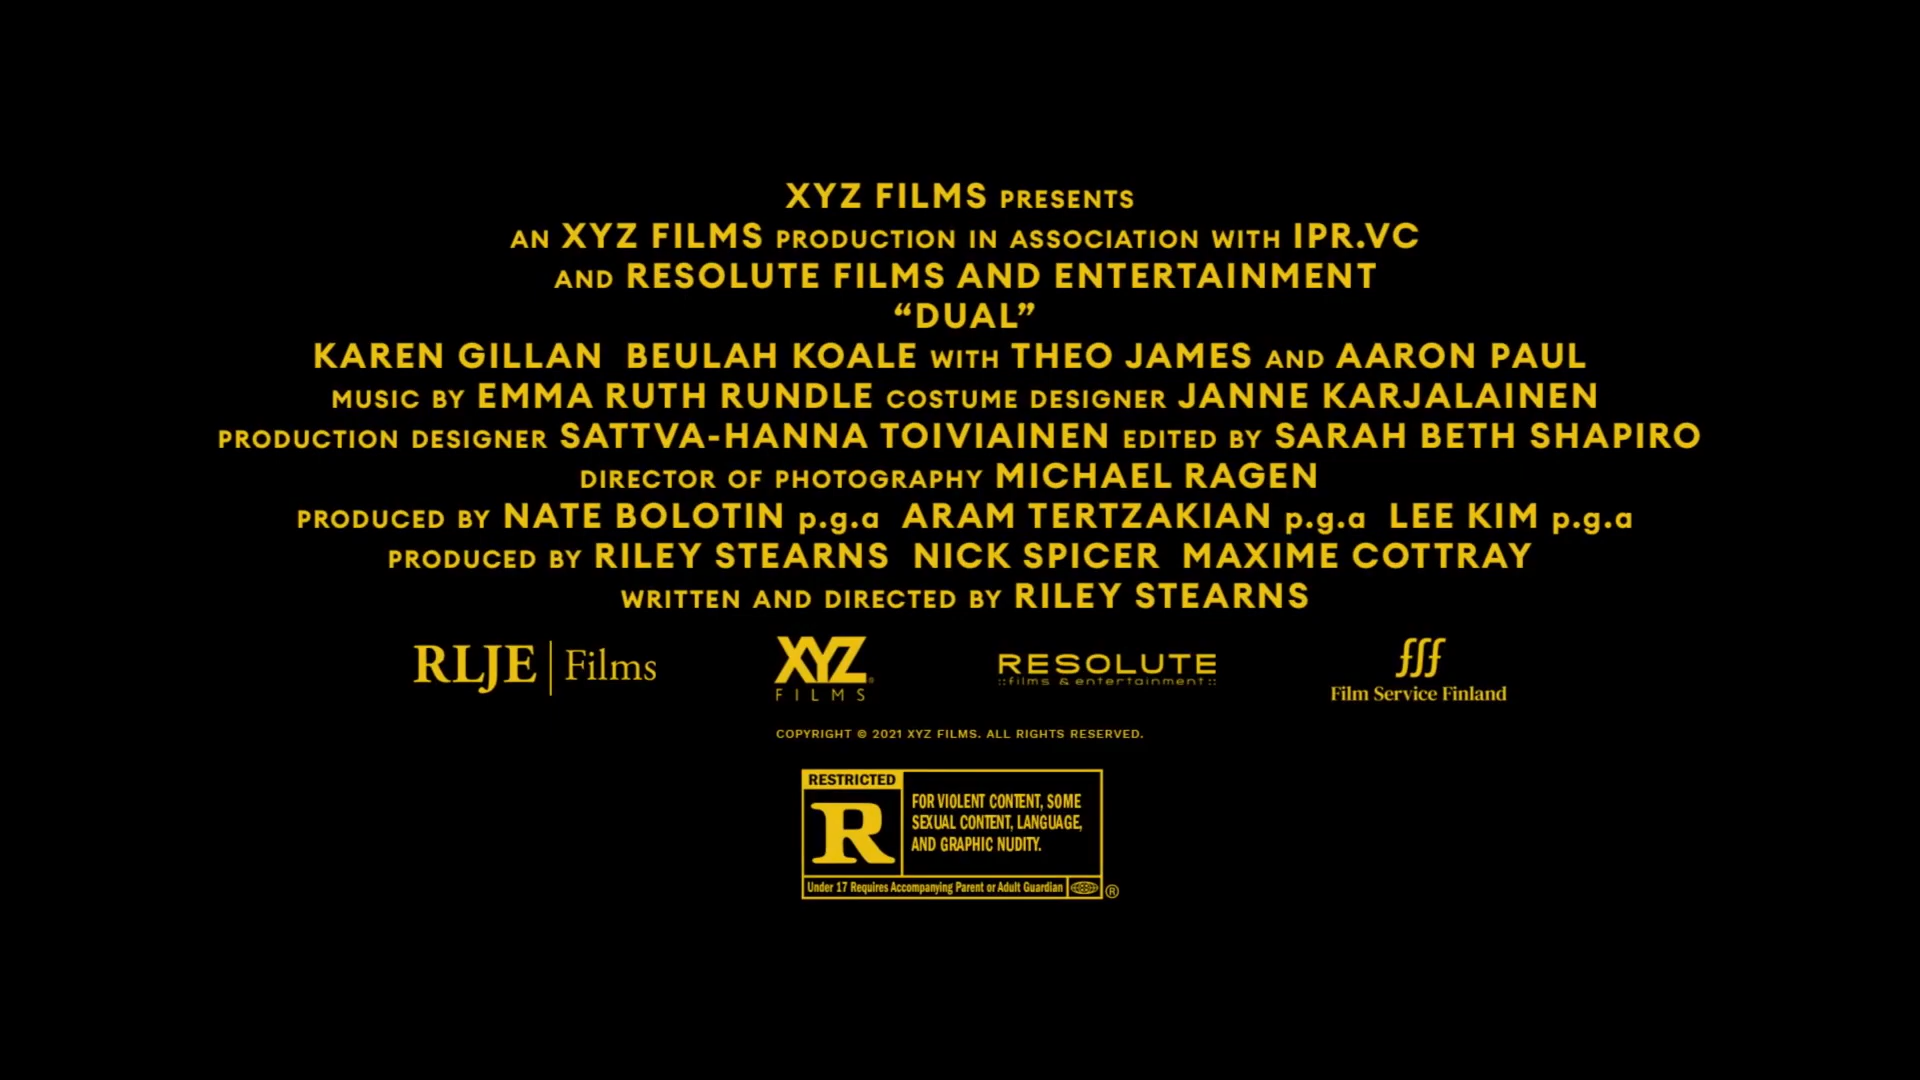 XYZ FILMS PRESENTS
AN XYZ FILMS PRODUCTION IN ASSOCIATION WITH IPR.VC
AND RESOLUTE FILMS AND ENTERTAINMENT
“DUAL”
KAREN GILLAN BEULAH KOALE WITH THEO JAMES AND AARON PAUL
MUSIC BY EMMA RUTH RUNDLE COSTUME DESIGNER JANNE KARJALAINEN
PRODUCTION DESIGNER SATTVA-HANNA TOIVIAINEN EDITED BY SARAH BETH SHAPIRO
DIRECTOR OF PHOTOGRAPHY MICHAEL RAGEN
PRODUCED BY NATE BOLOTIN p.g.a ARAM TERTZAKIAN p.g.a LEE KIM p.g.a
PRODUCED BY RILEY STEARNS NICK SPICER MAXIME COTTRAY
WRITTEN AND DIRECTED BY RILEY STEARNS
RLJE | Films
XYZ
FILMS
RESOLUTE
::films & entertainment::
fff
Film Service Finland
COPYRIGHT © 2021 XYZ FILMS. ALL RIGHTS RESERVED.
RESTRICTED
R
FOR VIOLENT CONTENT, SOME
SEXUAL CONTENT, LANGUAGE,
AND GRAPHIC NUDITY.
Under 17 Requires Accompanying Parent or Adult Guardian ®